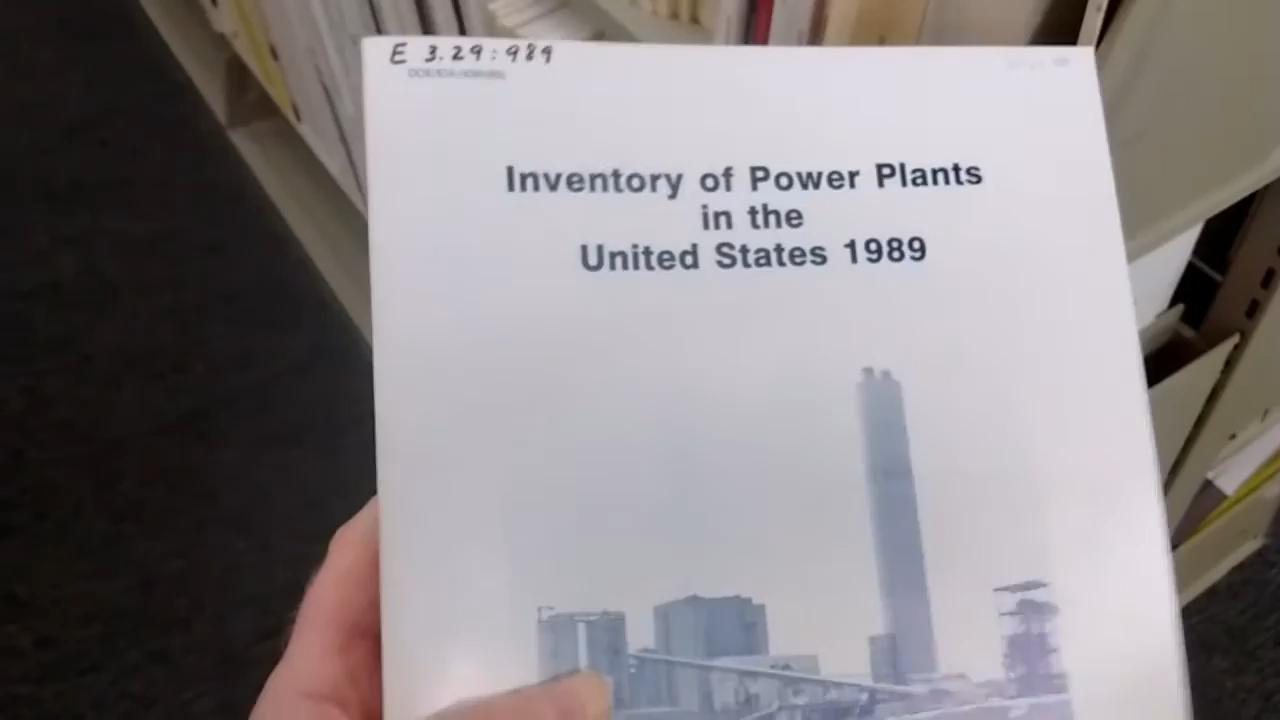 E 3.29:989
Inventory of Power Plants
in the
United States 1989